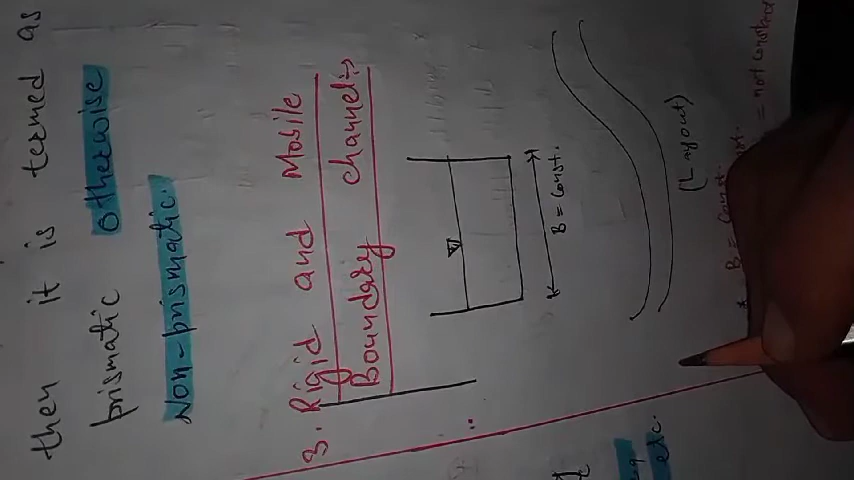 then it is termed as
prismatic otherwise
Non-prismatic.
3. Rigid and Mobile
Boundary channel:→
B = Const.
(Layout)
* B = Const.
= not constant
etc.